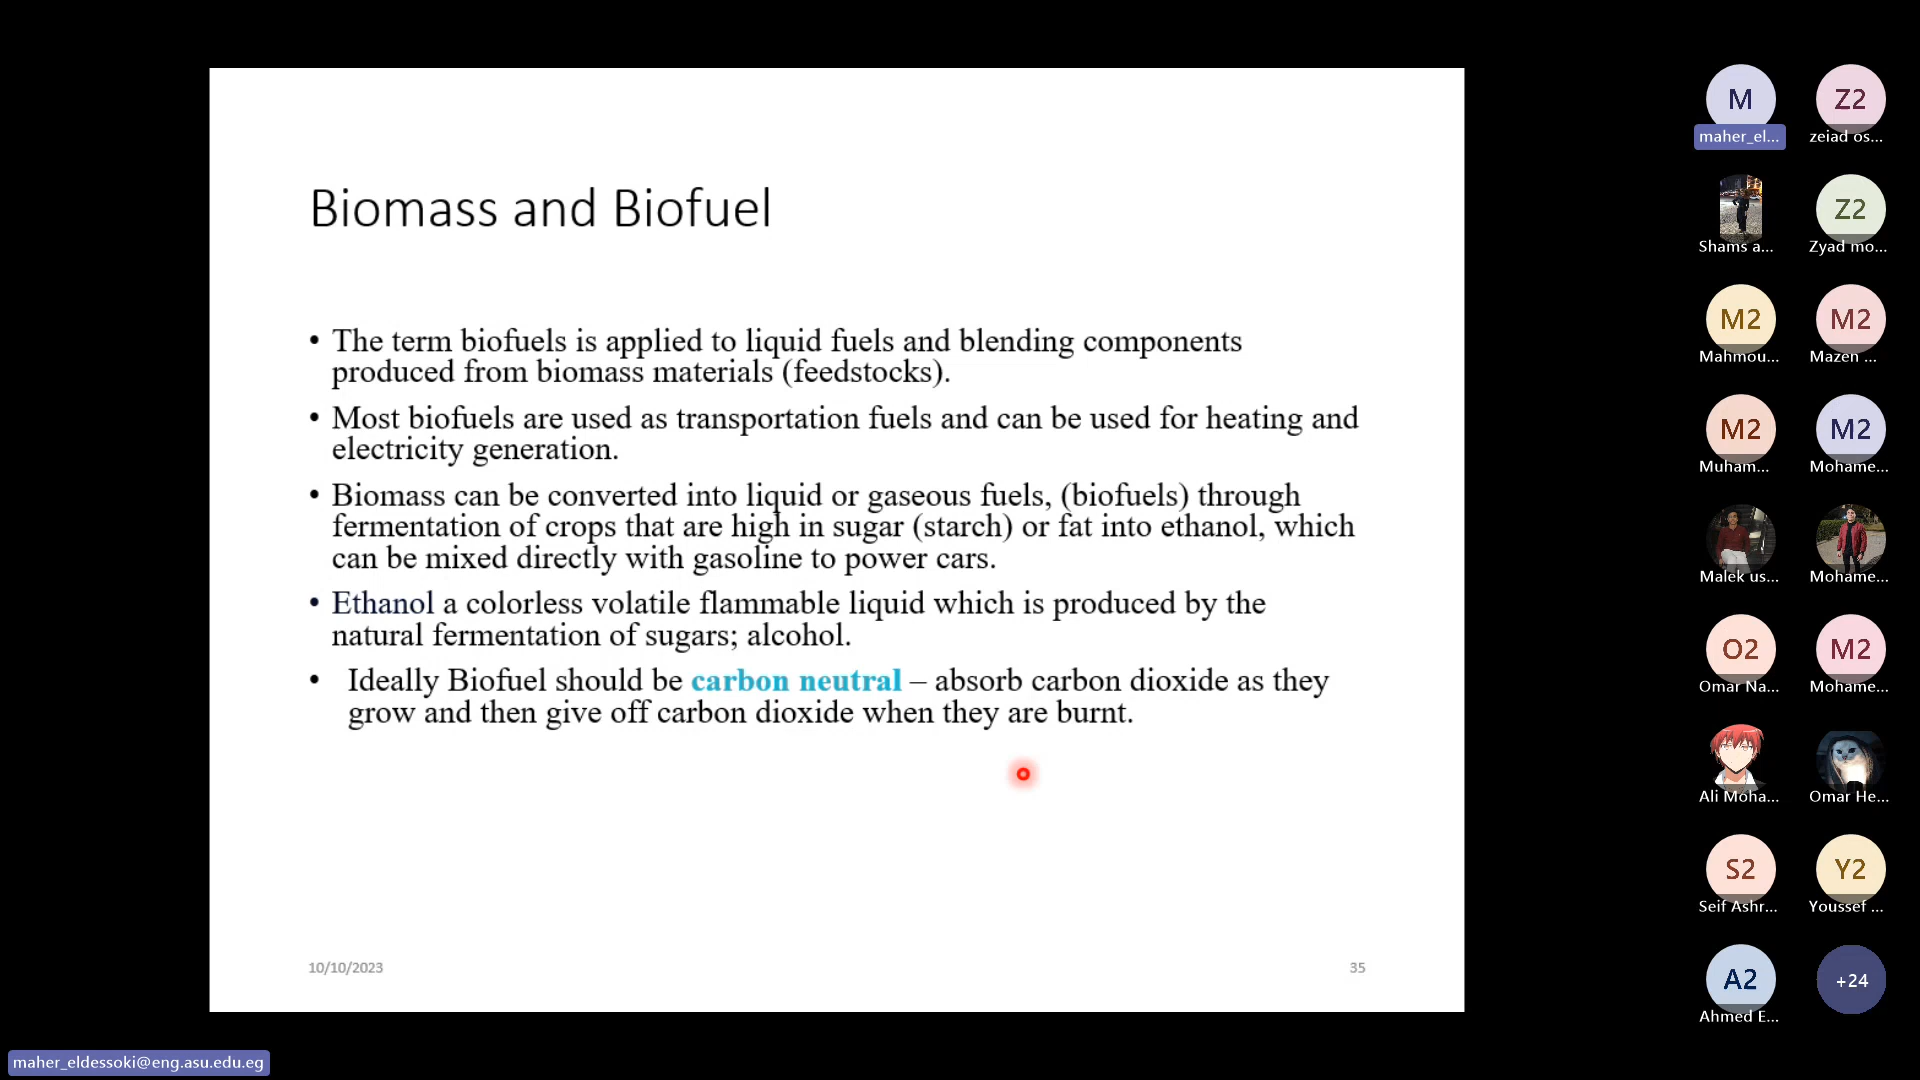 Biomass and Biofuel
• The term biofuels is applied to liquid fuels and blending components
produced from biomass materials (feedstocks).
• Most biofuels are used as transportation fuels and can be used for heating and
electricity generation.
• Biomass can be converted into liquid or gaseous fuels, (biofuels) through
fermentation of crops that are high in sugar (starch) or fat into ethanol, which
can be mixed directly with gasoline to power cars.
• Ethanol a colorless volatile flammable liquid which is produced by the
natural fermentation of sugars; alcohol.
• Ideally Biofuel should be carbon neutral – absorb carbon dioxide as they
grow and then give off carbon dioxide when they are burnt.
10/10/2023
35
M
Z2
maher_el...
zeiad os...
Z2
Shams a...
Zyad mo...
M2
M2
Mahmou...
Mazen ...
M2
M2
Muham...
Mohame...
Malek us...
Mohame...
O2
M2
Omar Na...
Mohame...
Ali Moha...
Omar He...
S2
Y2
Seif Ashr...
Youssef ...
A2
+24
Ahmed E...
maher_eldessoki@eng.asu.edu.eg